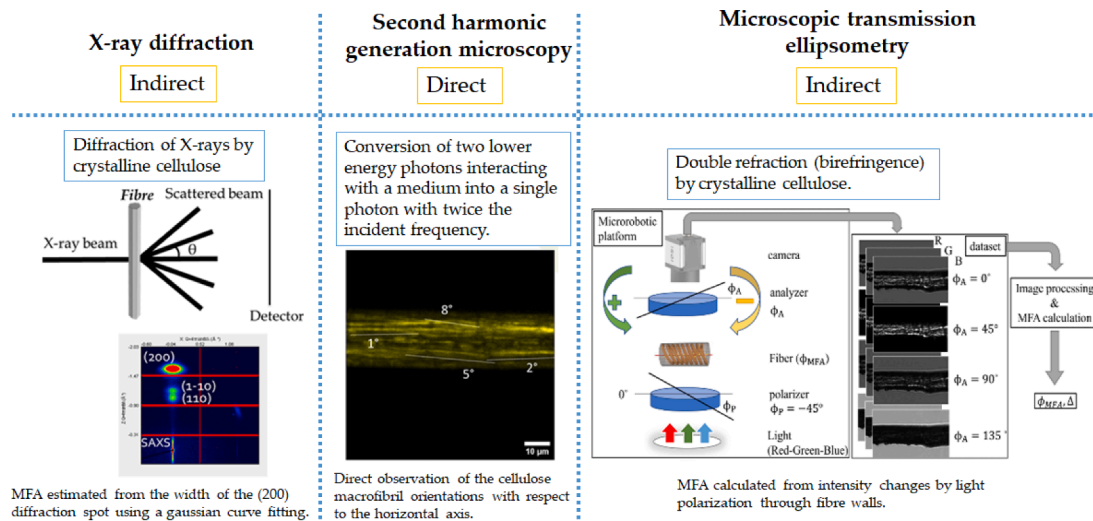 X-ray diffraction
Indirect
Diffraction of X-rays by
crystalline cellulose
Fibre
Scattered beam
X-ray beam
θ
Detector
(200)
(1-10)
(110)
SAXS
MFA estimated from the width of the (200)
diffraction spot using a gaussian curve fitting.
Second harmonic
generation microscopy
Direct
Conversion of two lower
energy photons interacting
with a medium into a single
photon with twice the
incident frequency.
8°
1°
5°
2°
10 μm
Direct observation of the cellulose
macrofibril orientations with respect
to the horizontal axis.
Microscopic transmission
ellipsometry
Indirect
Double refraction (birefringence)
by crystalline cellulose.
Microrobotic
platform
camera
ϕA
analyzer
ϕA
+
−
Fiber (ϕMFA)
0°
polarizer
ϕP
ϕP = −45°
Light
(Red-Green-Blue)
R
G
B
dataset
ϕA = 0°
ϕA = 45°
ϕA = 90°
ϕA = 135°
Image processing
&
MFA calculation
ϕMFA, Δ
MFA calculated from intensity changes by light
polarization through fibre walls.